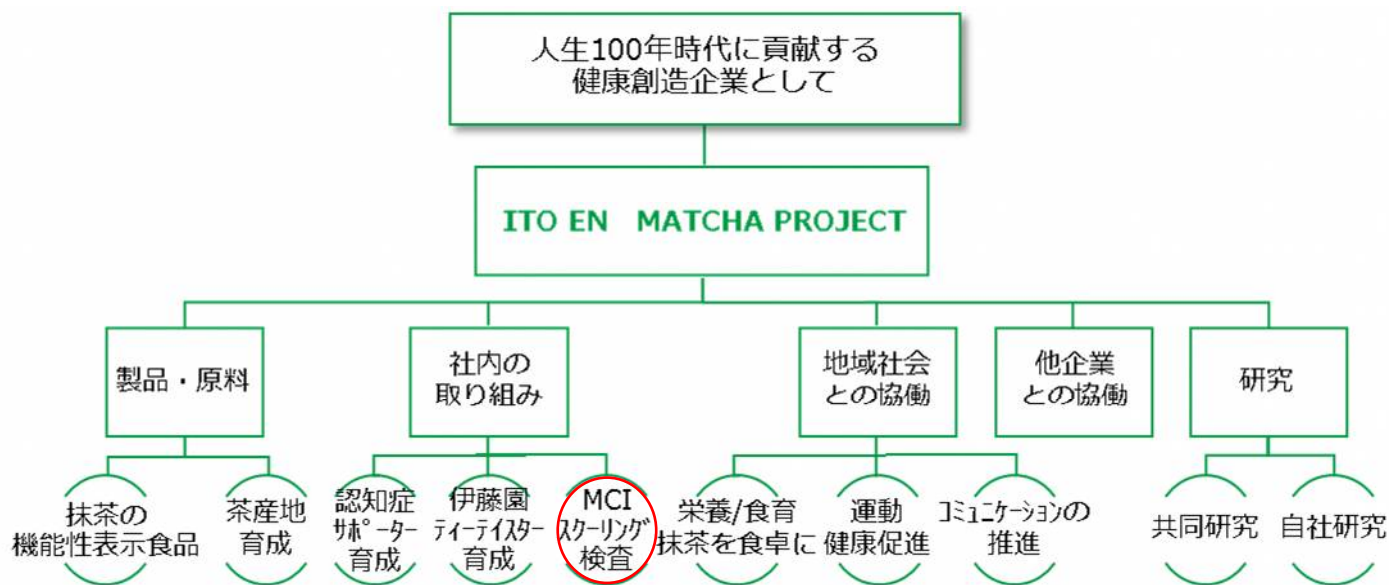 人生100年時代に貢献する
健康創造企業として
ITO EN MATCHA PROJECT
製品・原料
社内の
取り組み
地域社会
との協働
他企業
との協働
研究
抹茶の
機能性表示食品
茶産地
育成
認知症
ｻﾎﾟｰﾀｰ
育成
伊藤園
ﾃｨｰﾃｲｽﾀｰ
育成
MCI
ｽｸｰﾘﾝｸﾞ
検査
栄養/食育
抹茶を食卓に
運動
健康促進
ｺﾐｭﾆｹｰｼｮﾝの
推進
共同研究
自社研究